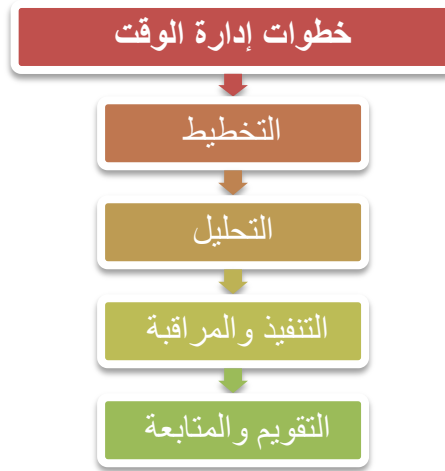 خطوات إدارة الوقت
التخطيط
التحليل
التنفيذ والمراقبة
التقويم والمتابعة